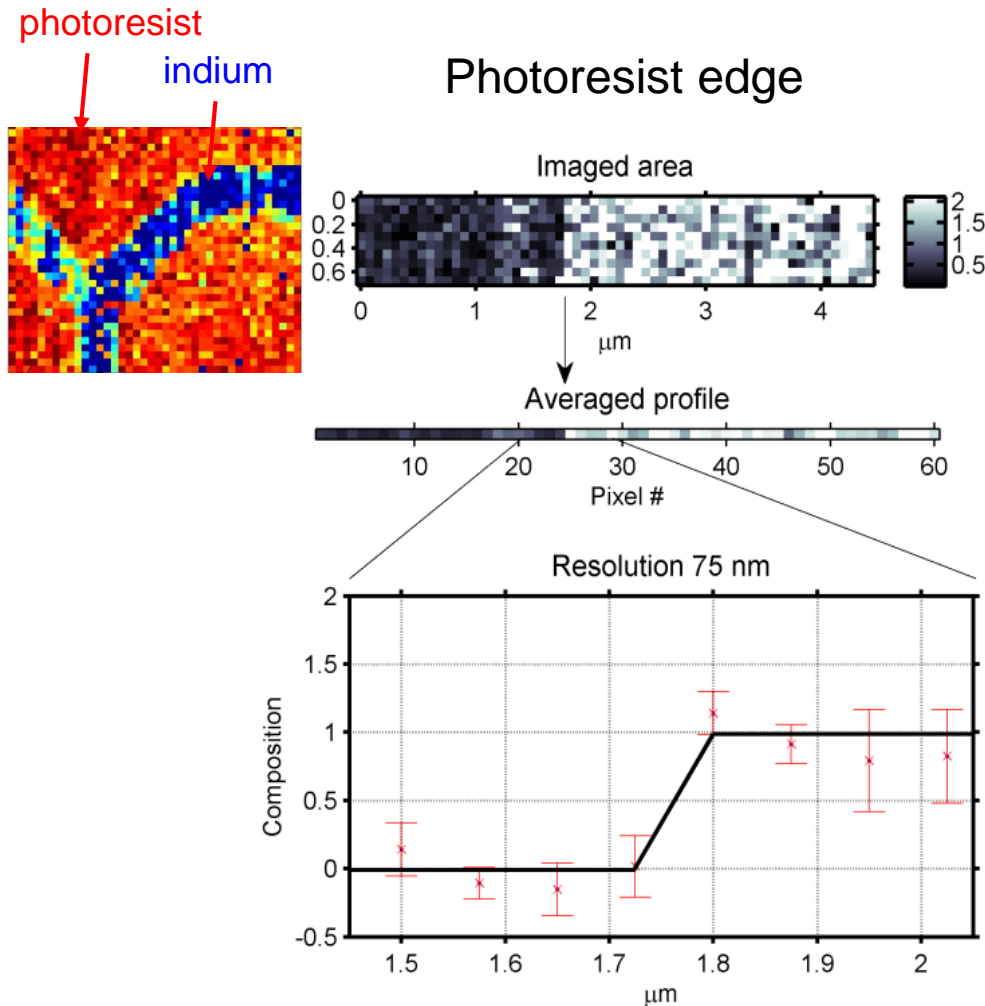 photoresist
indium
Photoresist edge
Imaged area
0
0.2
0.4
0.6
0 1 2 3 4
μm
2
1.5
1
0.5
Averaged profile
10 20 30 40 50 60
Pixel #
Resolution 75 nm
2
1.5
1
0.5
0
-0.5
Composition
1.5 1.6 1.7 1.8 1.9 2
μm